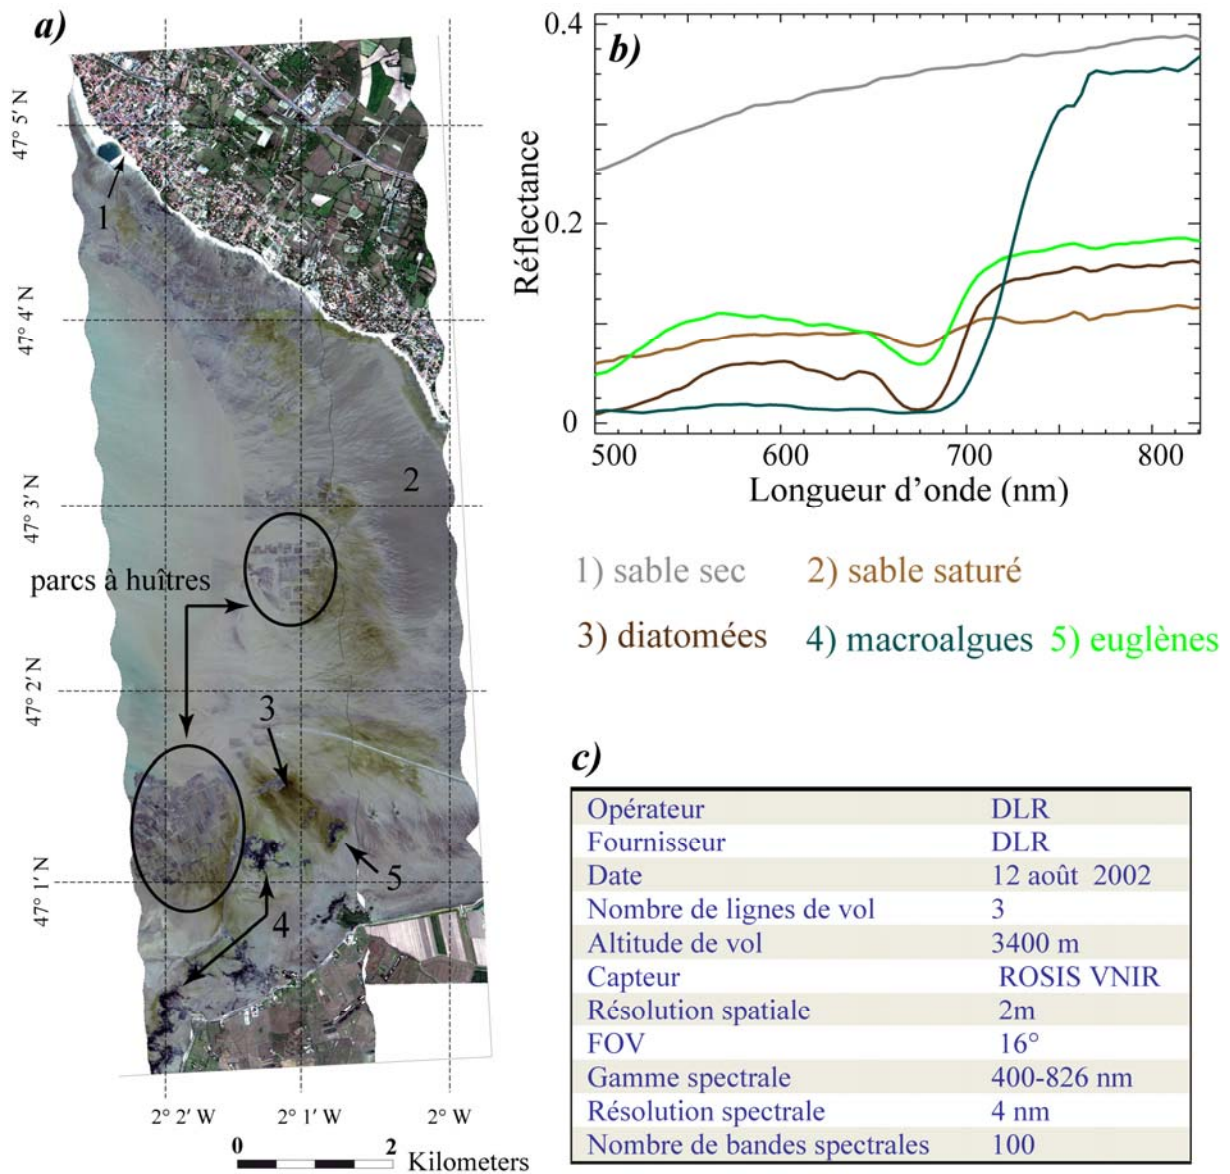 a)
47° 5' N
47° 4' N
47° 3' N
47° 2' N
47° 1' N
1
2
parcs à huîtres
3
5
4
2° 2' W
2° 1' W
2° W
0 2
Kilometers
b)
0.4
0.2
0
Réflectance
500 600 700 800
Longueur d'onde (nm)
1) sable sec 2) sable saturé
3) diatomées 4) macroalgues 5) euglènes
c)
Opérateur DLR
Fournisseur DLR
Date 12 août 2002
Nombre de lignes de vol 3
Altitude de vol 3400 m
Capteur ROSIS VNIR
Résolution spatiale 2m
FOV 16°
Gamme spectrale 400-826 nm
Résolution spectrale 4 nm
Nombre de bandes spectrales 100